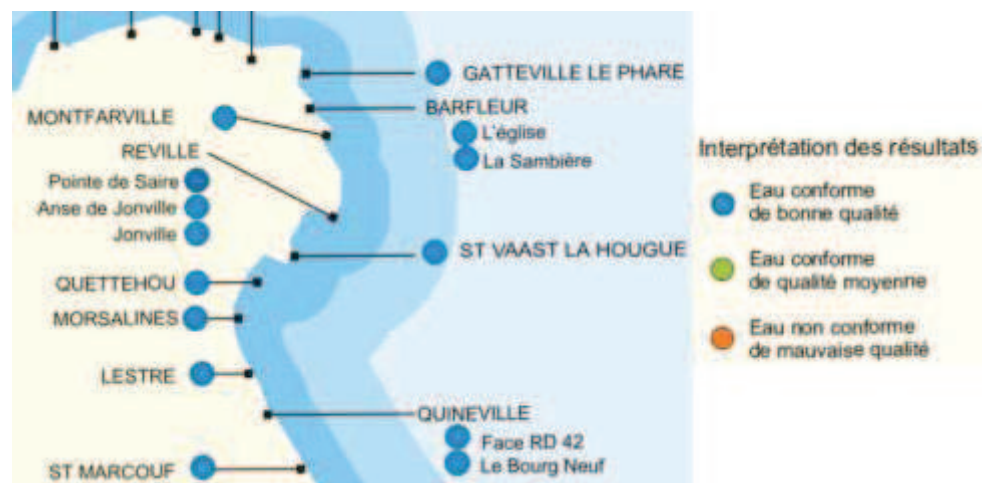 GATTEVILLE LE PHARE
BARFLEUR
L'église
La Sambière
MONTFARVILLE
REVILLE
Pointe de Saire
Anse de Jonville
Jonville
ST VAAST LA HOUGUE
QUETTEHOU
MORSALINES
LESTRE
QUINEVILLE
Face RD 42
Le Bourg Neuf
ST MARCOUF
Interprétation des résultats
Eau conforme
de bonne qualité
Eau conforme
de qualité moyenne
Eau non conforme
de mauvaise qualité